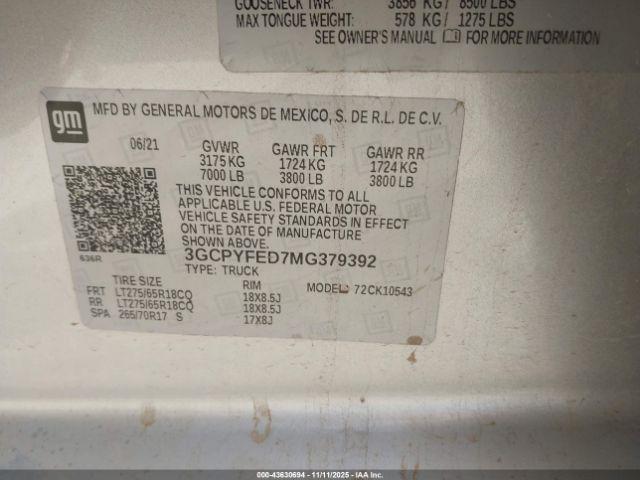 GOOSENECK TWR: 3856 KG/ 8500 LBS
MAX TONGUE WEIGHT: 578 KG/ 1275 LBS
SEE OWNER'S MANUAL FOR MORE INFORMATION
gm
MFD BY GENERAL MOTORS DE MEXICO, S. DE R.L. DE C.V.
06/21 GVWR GAWR FRT GAWR RR
3175 KG 1724 KG 1724 KG
7000 LB 3800 LB 3800 LB
THIS VEHICLE CONFORMS TO ALL
APPLICABLE U.S. FEDERAL MOTOR
VEHICLE SAFETY STANDARDS IN EFFECT
ON THE DATE OF MANUFACTURE
SHOWN ABOVE.
636R 3GCPYFED7MG379392
TYPE: TRUCK
TIRE SIZE RIM MODEL: 72CK10543
FRT LT275/65R18CQ 18X8.5J
RR LT275/65R18CQ 18X8.5J
SPA 265/70R17 S 17X8J
000-43630694 - 11/11/2025 - IAAI.COM